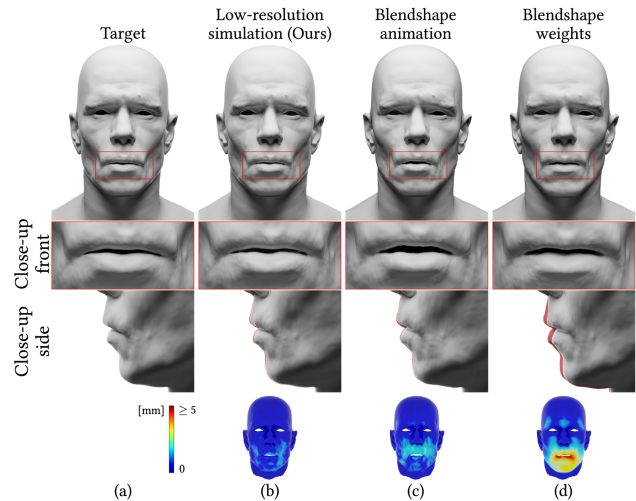 Target
Low-resolution
simulation (Ours)
Blendshape
animation
Blendshape
weights
Close-up
front
Close-up
side
[mm]
≥ 5
0
(a)
(b)
(c)
(d)